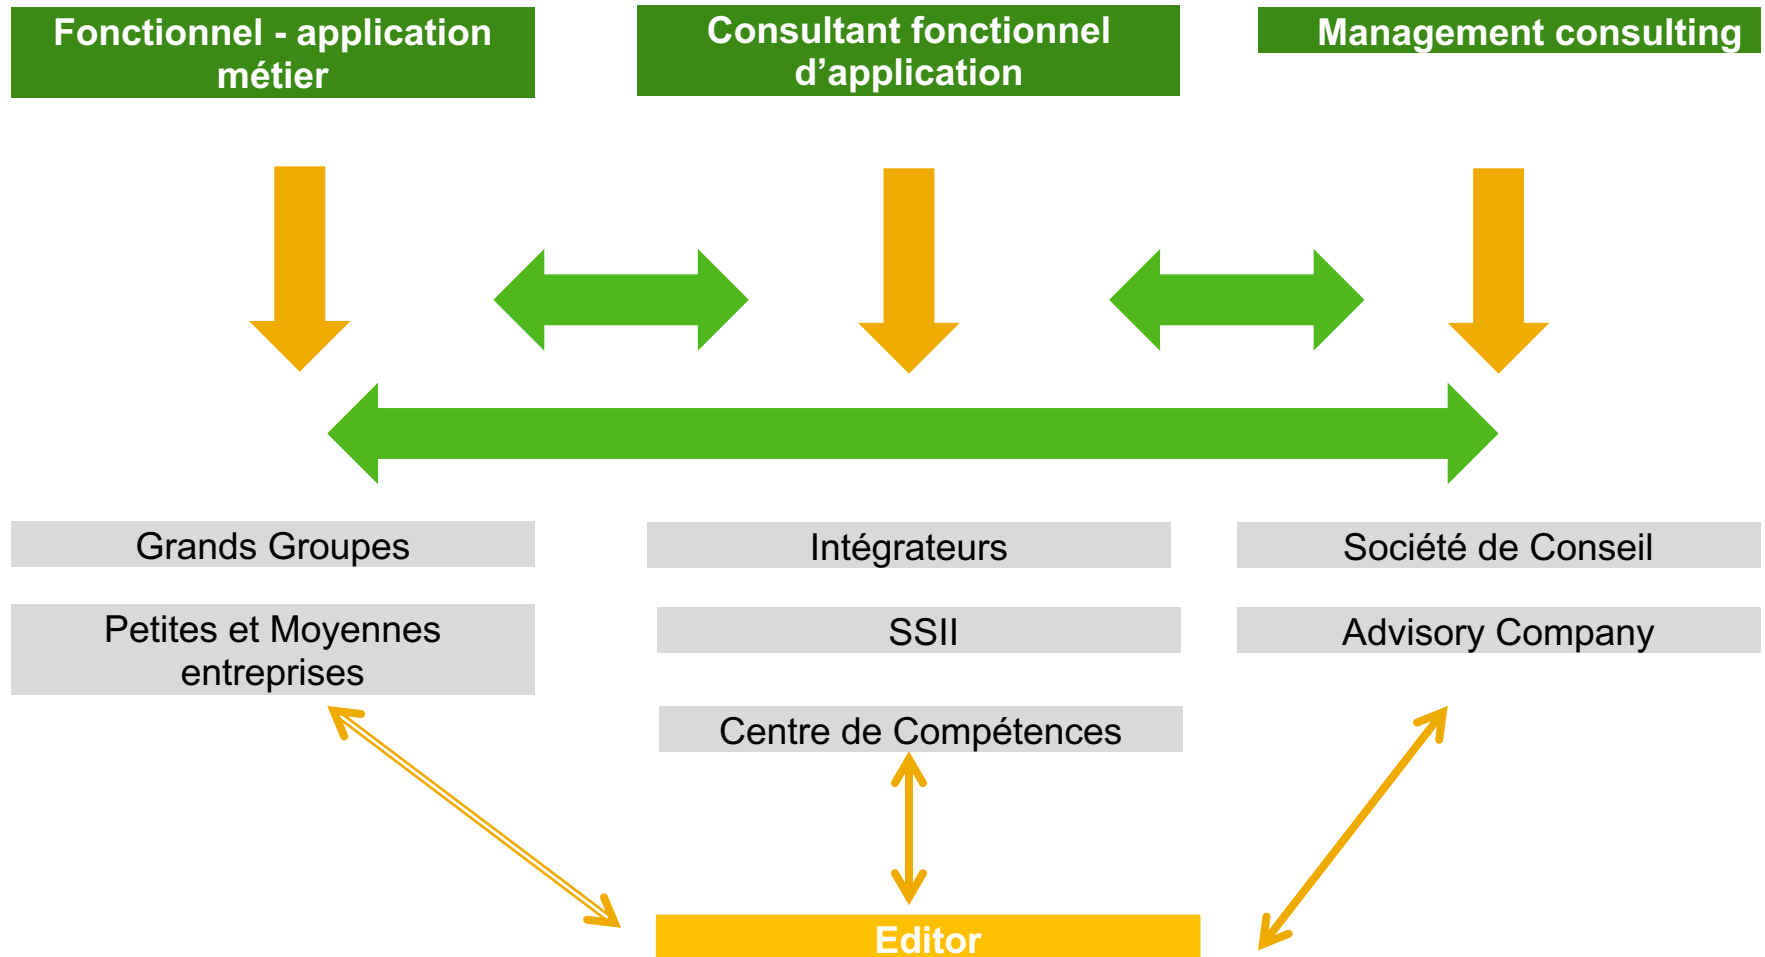 Fonctionnel - application
métier
Consultant fonctionnel
d’application
Management consulting
Grands Groupes
Intégrateurs
Société de Conseil
Petites et Moyennes
entreprises
SSII
Advisory Company
Centre de Compétences
Editor